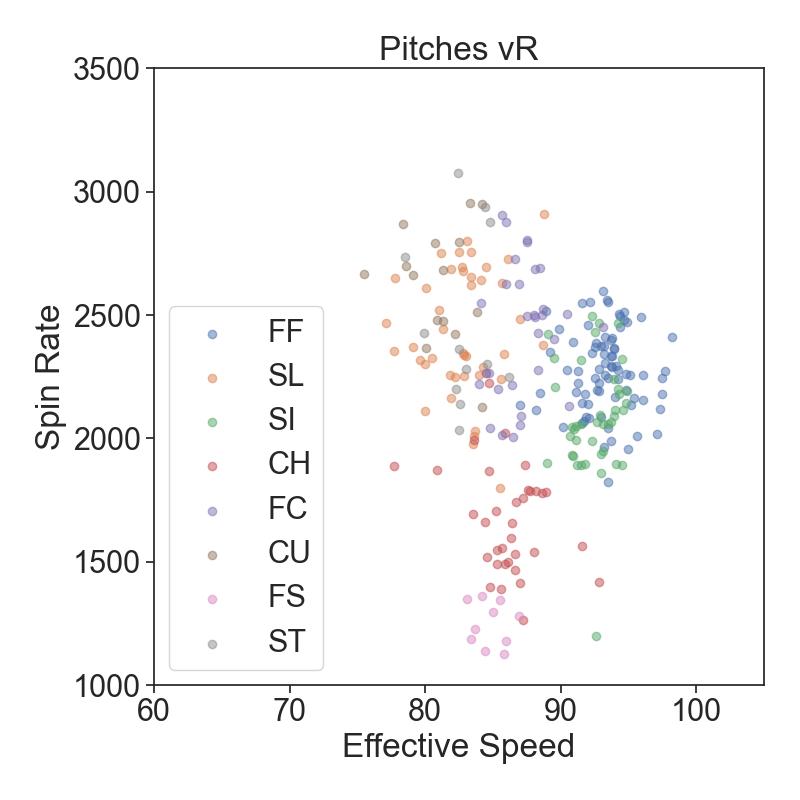 Pitches vR
3500
3000
2500
2000
1500
1000
Spin Rate
FF
SL
SI
CH
FC
CU
FS
ST
60
70
80
90
100
Effective Speed